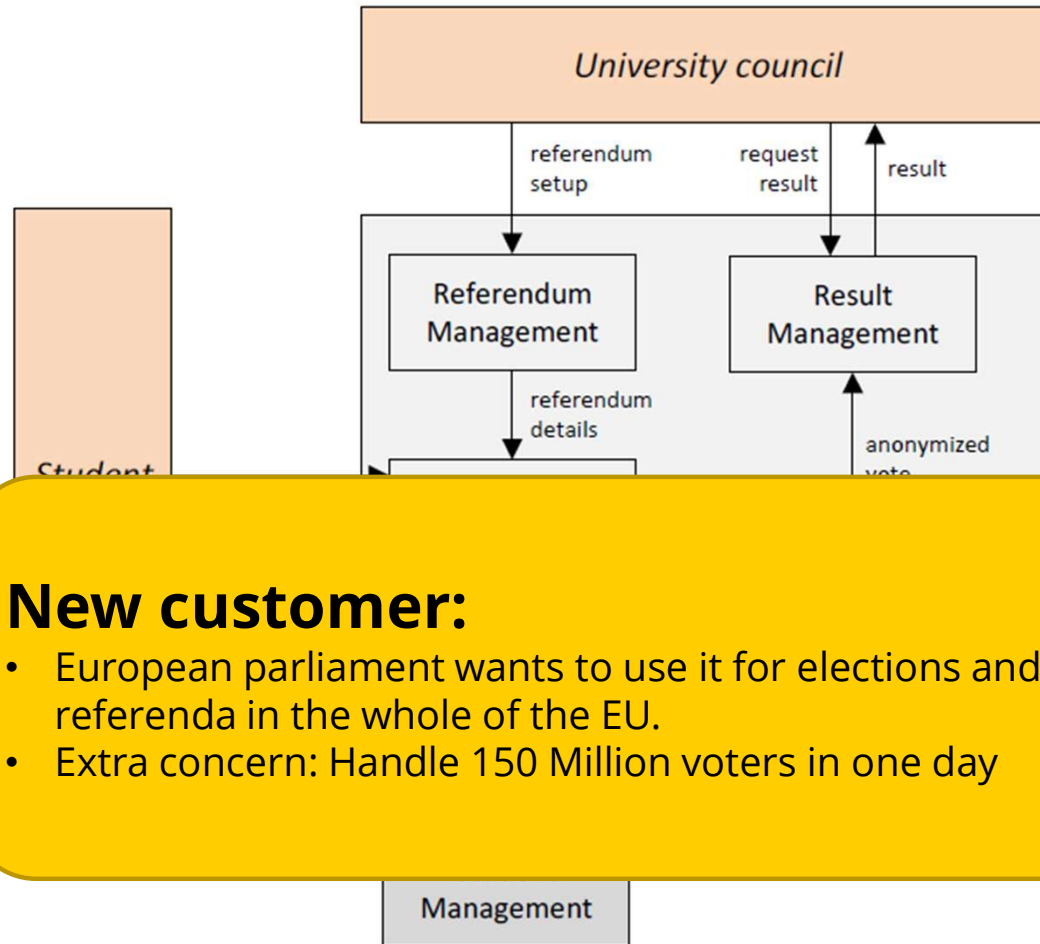 University council
referendum
setup
request
result
result
Referendum
Management
Result
Management
referendum
details
anonymized
vote
Student
New customer:
• European parliament wants to use it for elections and
referenda in the whole of the EU.
• Extra concern: Handle 150 Million voters in one day
Management